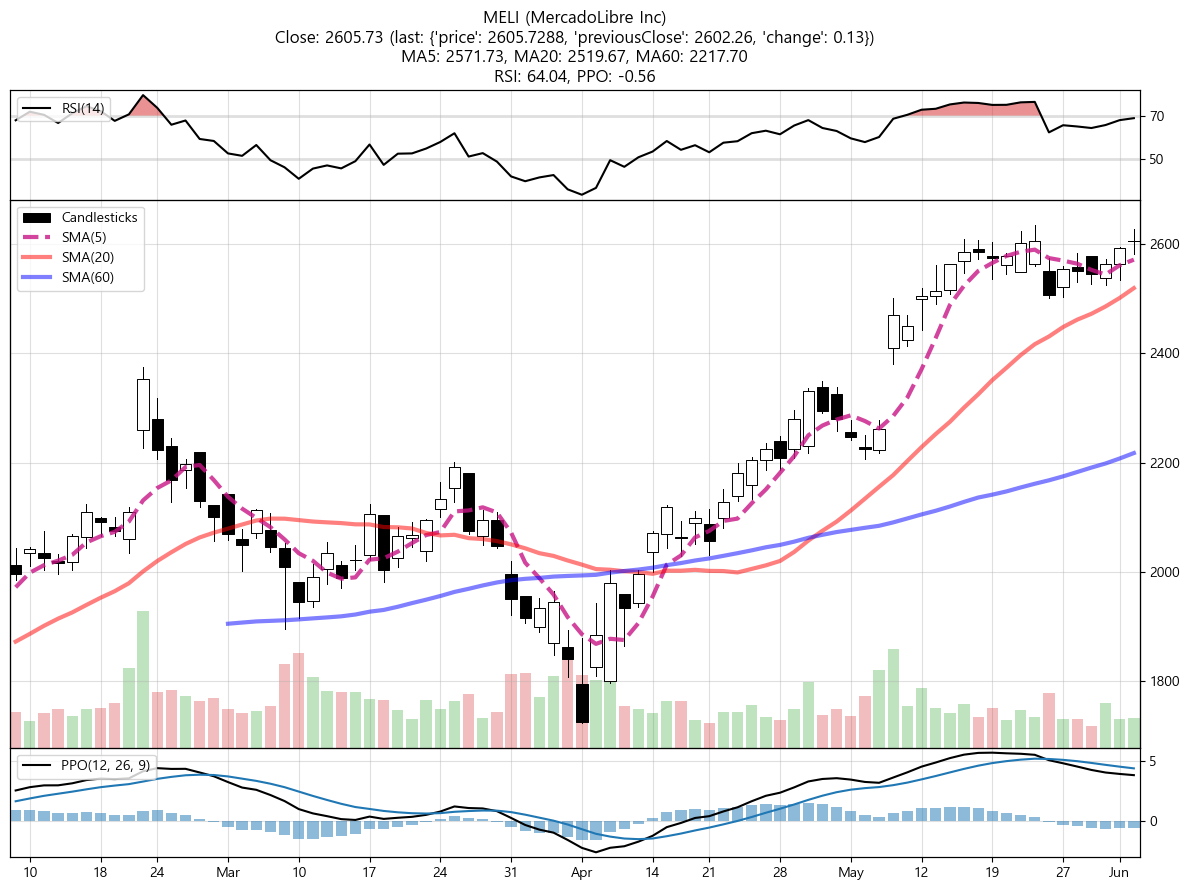 MELI (MercadoLibre Inc)
Close: 2605.73 (last: {'price': 2605.7288, 'previousClose': 2602.26, 'change': 0.13})
MA5: 2571.73, MA20: 2519.67, MA60: 2217.70
RSI: 64.04, PPO: -0.56
RSI(14)
70
50
Candlesticks
SMA(5)
SMA(20)
SMA(60)
2600
2400
2200
2000
1800
PPO(12, 26, 9)
5
0
10 18 24 Mar 10 17 24 31 Apr 14 21 28 May 12 19 27 Jun